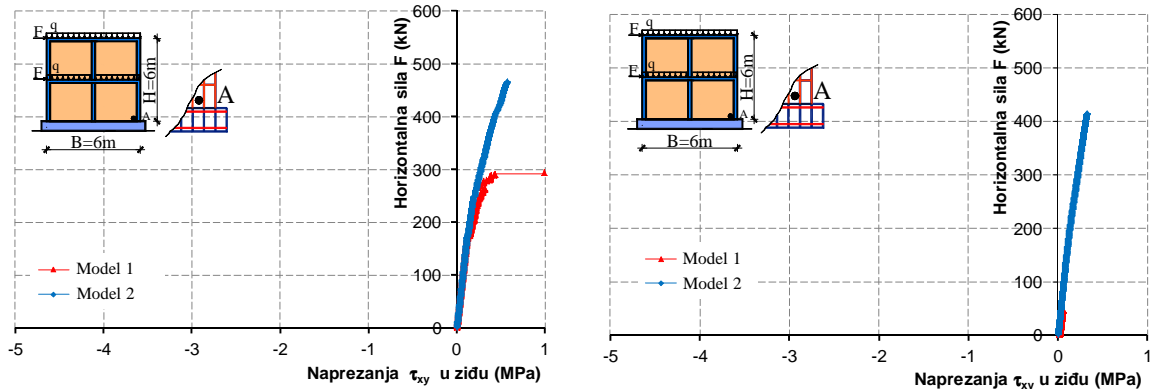 600
500
400
300
200
100
0
Horizontalna sila F (kN)
F q
F q
H=6m
A
A
B=6m
Model 1
Model 2
-5 -4 -3 -2 -1 0 1
Naprezanja τxy u ziđu (MPa)
600
500
400
300
200
100
0
Horizontalna sila F (kN)
F q
F q
H=6m
A
A
B=6m
Model 1
Model 2
-5 -4 -3 -2 -1 0 1
Naprezanja τxy u ziđu (MPa)